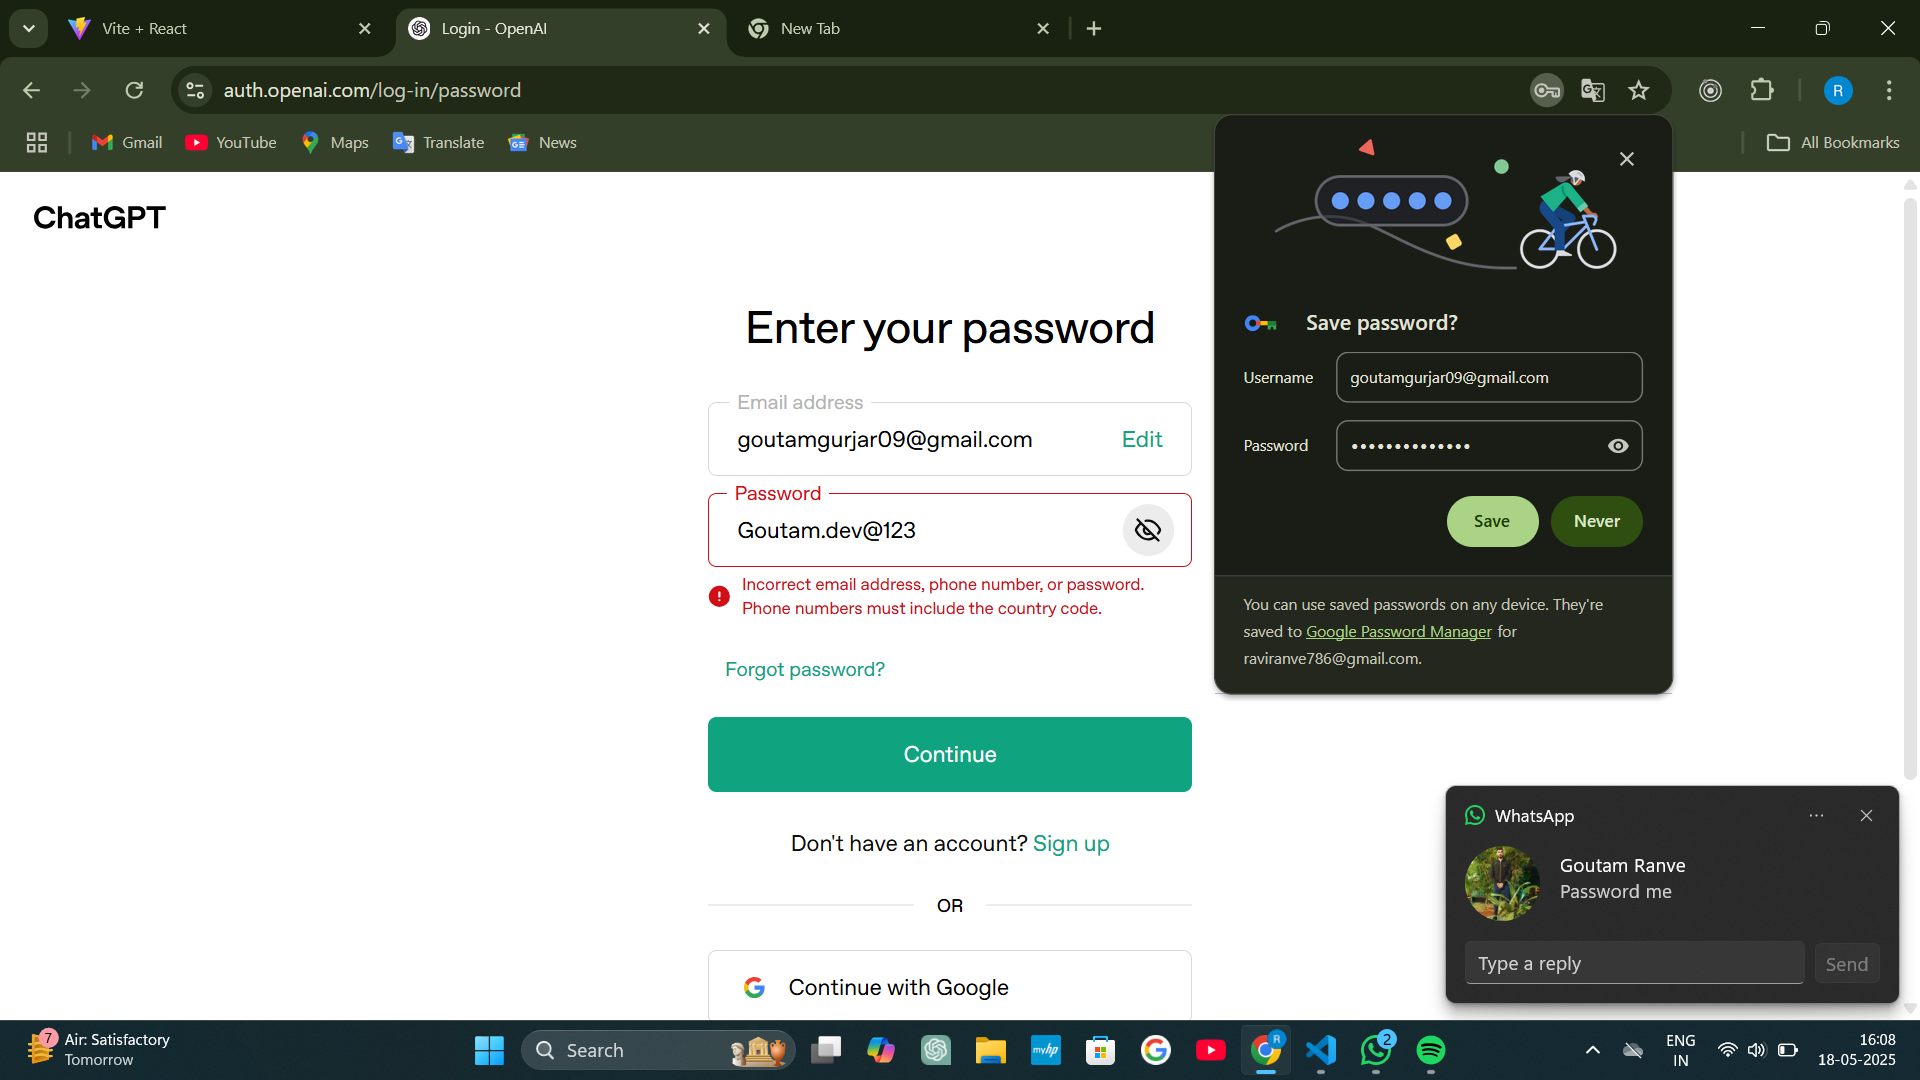 Vite + React
Login - OpenAI
New Tab
auth.openai.com/log-in/password
R
Gmail
YouTube
Maps
Translate
News
All Bookmarks
ChatGPT
Enter your password
Email address
goutamgurjar09@gmail.com
Edit
Password
Goutam.dev@123
Incorrect email address, phone number, or password.
Phone numbers must include the country code.
Forgot password?
Continue
Don't have an account? Sign up
OR
Continue with Google
Save password?
Username
goutamgurjar09@gmail.com
Password
••••••••••••••
Save
Never
You can use saved passwords on any device. They're
saved to Google Password Manager for
raviranve786@gmail.com.
WhatsApp
Goutam Ranve
Password me
Type a reply
Send
7
Air: Satisfactory
Tomorrow
Search
myhp
R
2
ENG
IN
16:08
18-05-2025